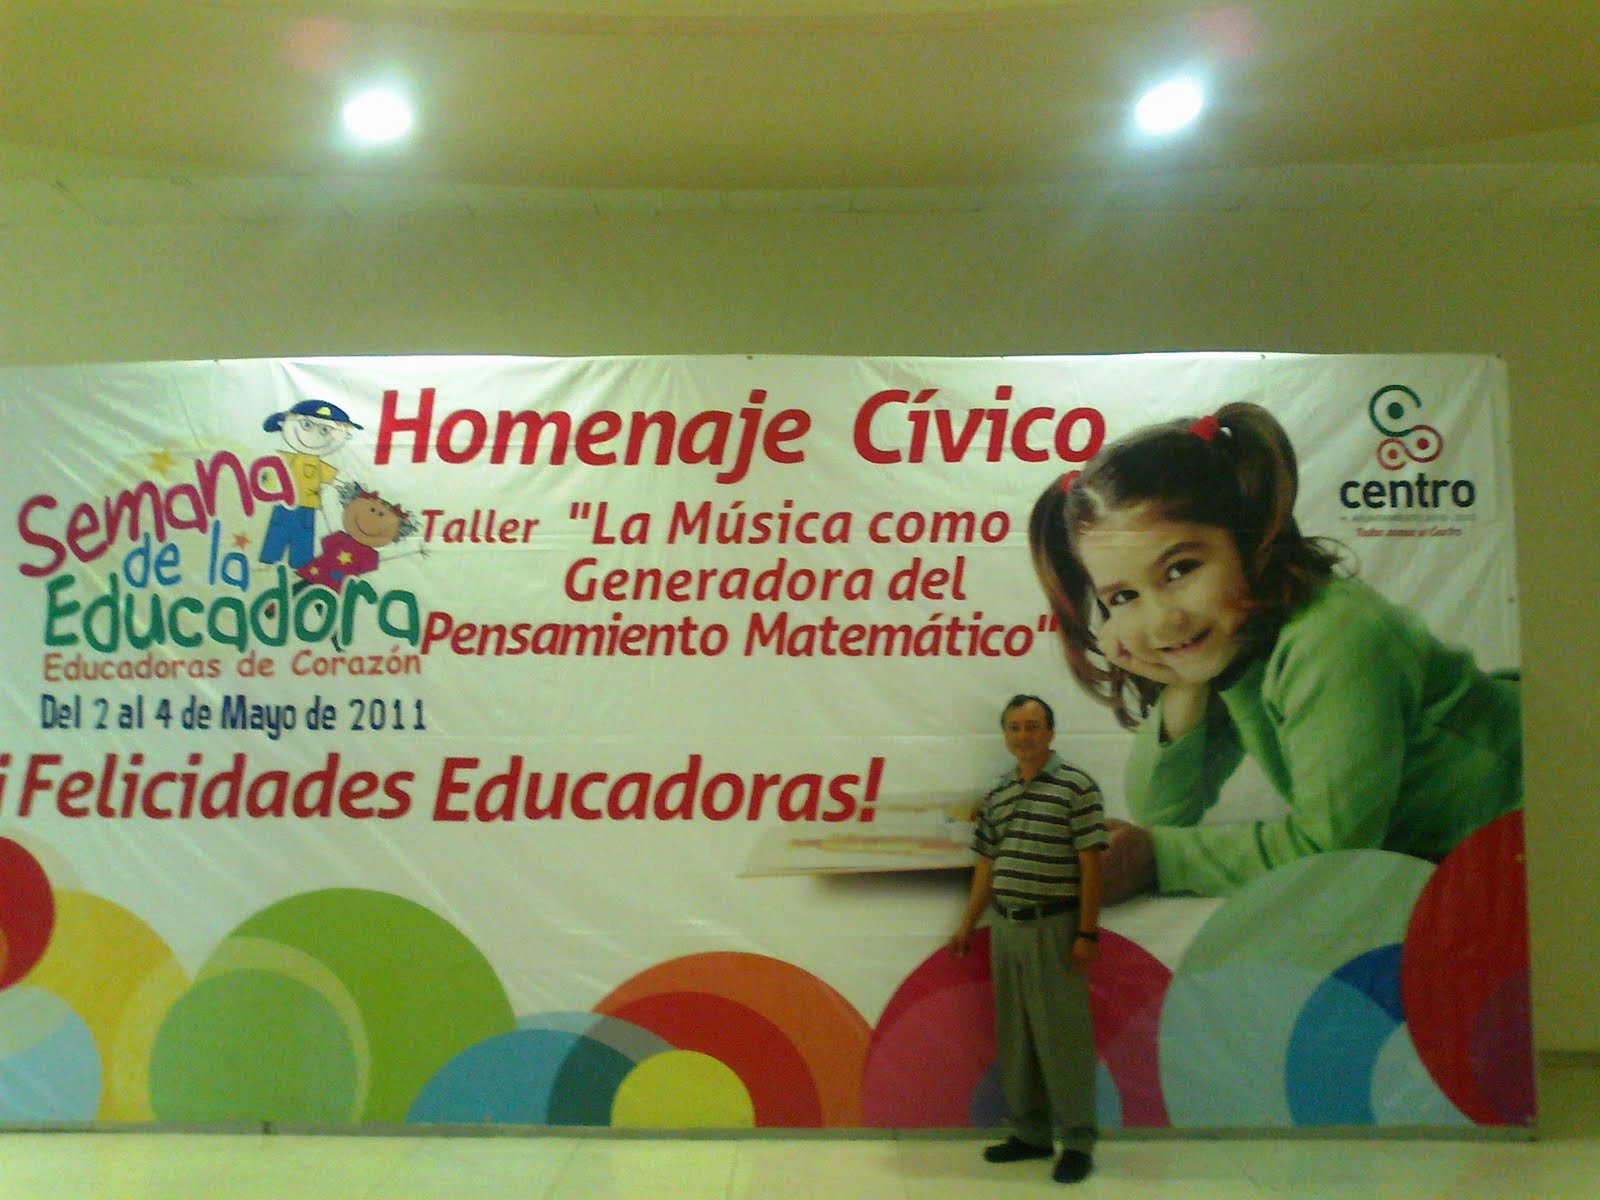 Homenaje Cívico
Semana
de la
Educadora
Educadoras de Corazón
Del 2 al 4 de Mayo de 2011
Taller "La Música como
Generadora del
Pensamiento Matemático"
¡Felicidades Educadoras!
centro